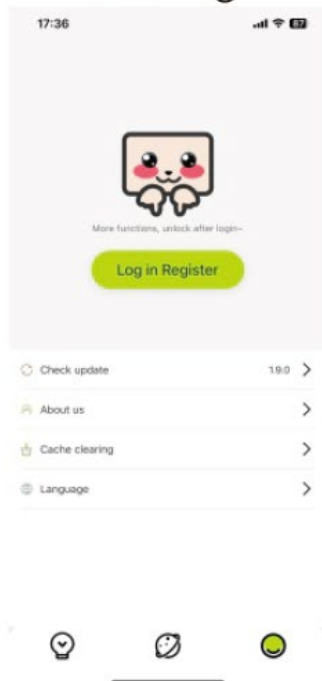 17:36
87
More functions, unlock after login~
Log in Register
Check update 1.9.0
About us
Cache clearing
Language